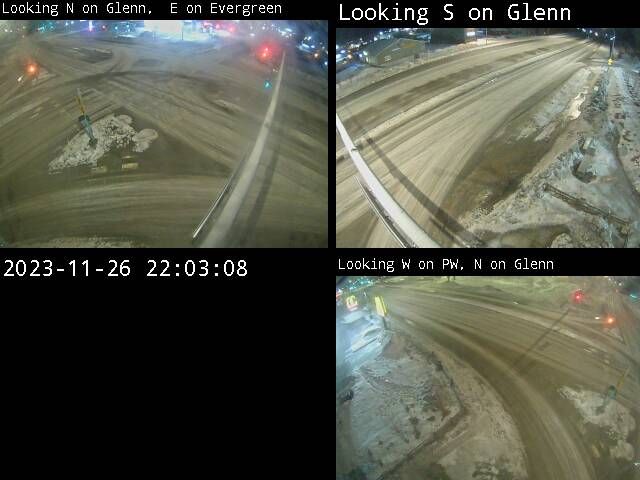 Looking N on Glenn, E on Evergreen
Looking S on Glenn
2023-11-26 22:03:08
Looking W on PW, N on Glenn